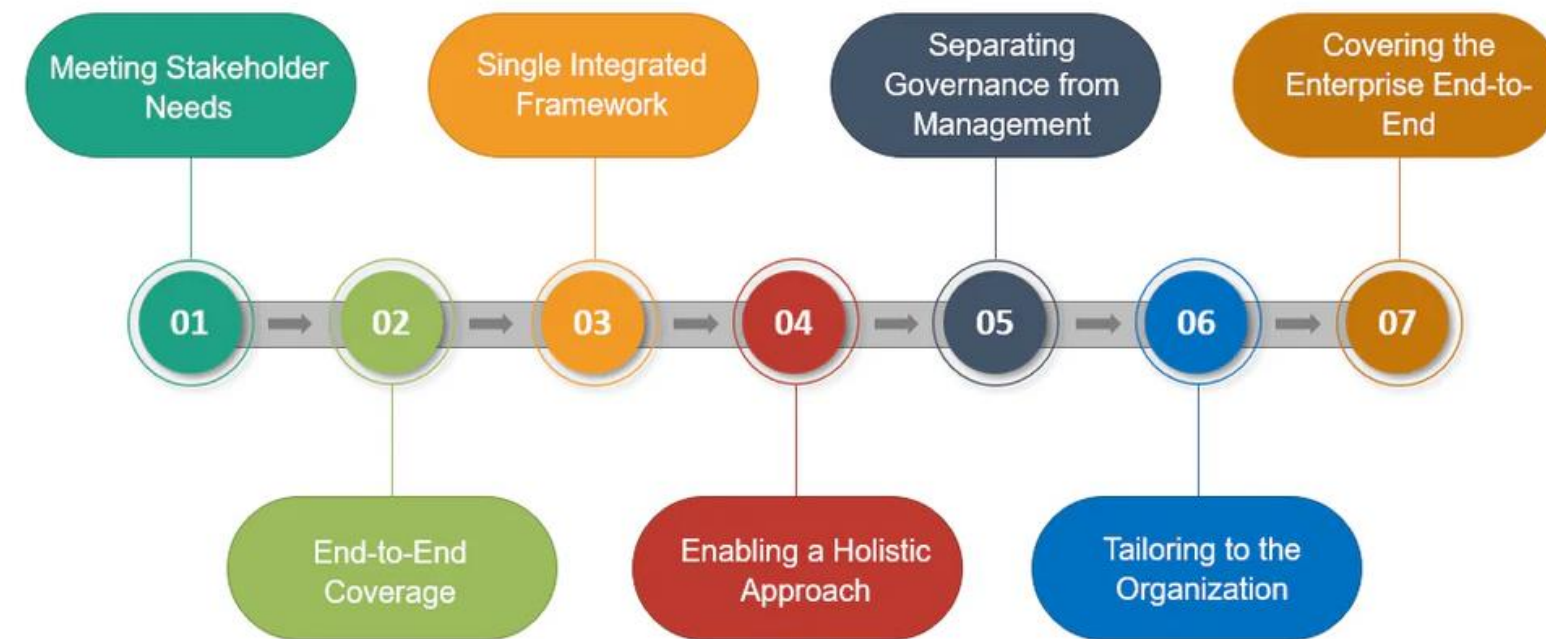 Meeting Stakeholder
Needs
Single Integrated
Framework
Separating
Governance from
Management
Covering the
Enterprise End-to-
End
01
02
03
04
05
06
07
End-to-End
Coverage
Enabling a Holistic
Approach
Tailoring to the
Organization